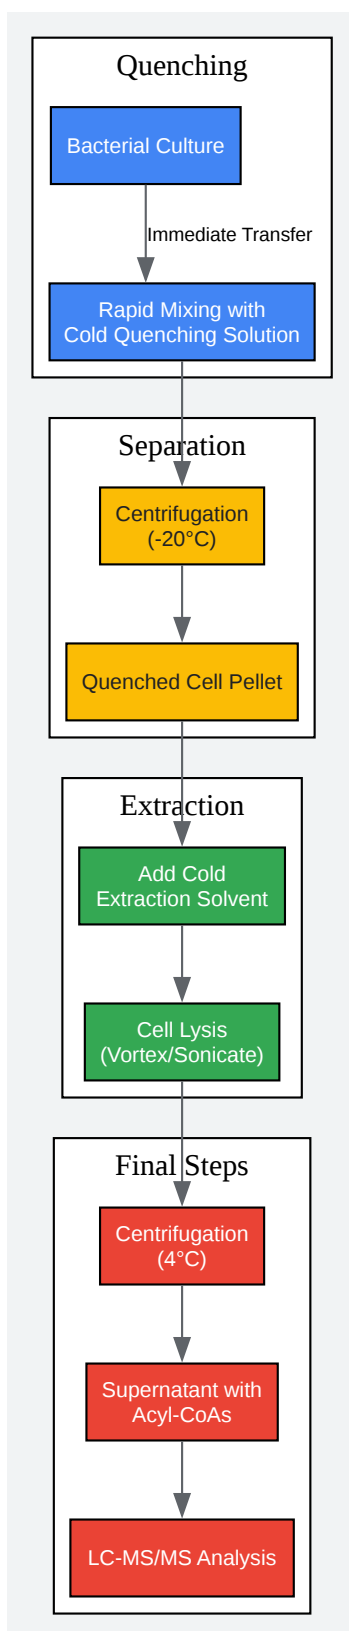 Quenching
Bacterial Culture
Immediate Transfer
Rapid Mixing with
Cold Quenching Solution
Separation
Centrifugation
(-20°C)
Quenched Cell Pellet
Extraction
Add Cold
Extraction Solvent
Cell Lysis
(Vortex/Sonicate)
Final Steps
Centrifugation
(4°C)
Supernatant with
Acyl-CoAs
LC-MS/MS Analysis